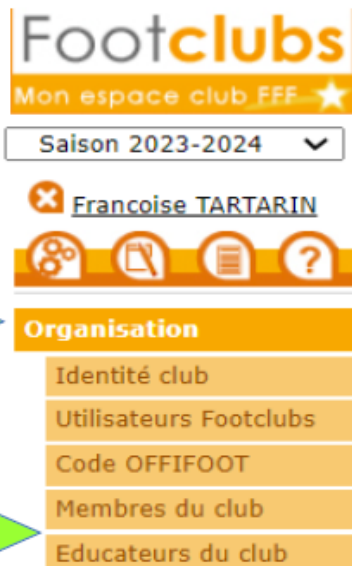 Footclubs
Mon espace club FFF
Saison 2023-2024
Francoise TARTARIN
?
Organisation
Identité club
Utilisateurs Footclubs
Code OFFIFOOT
Membres du club
Educateurs du club